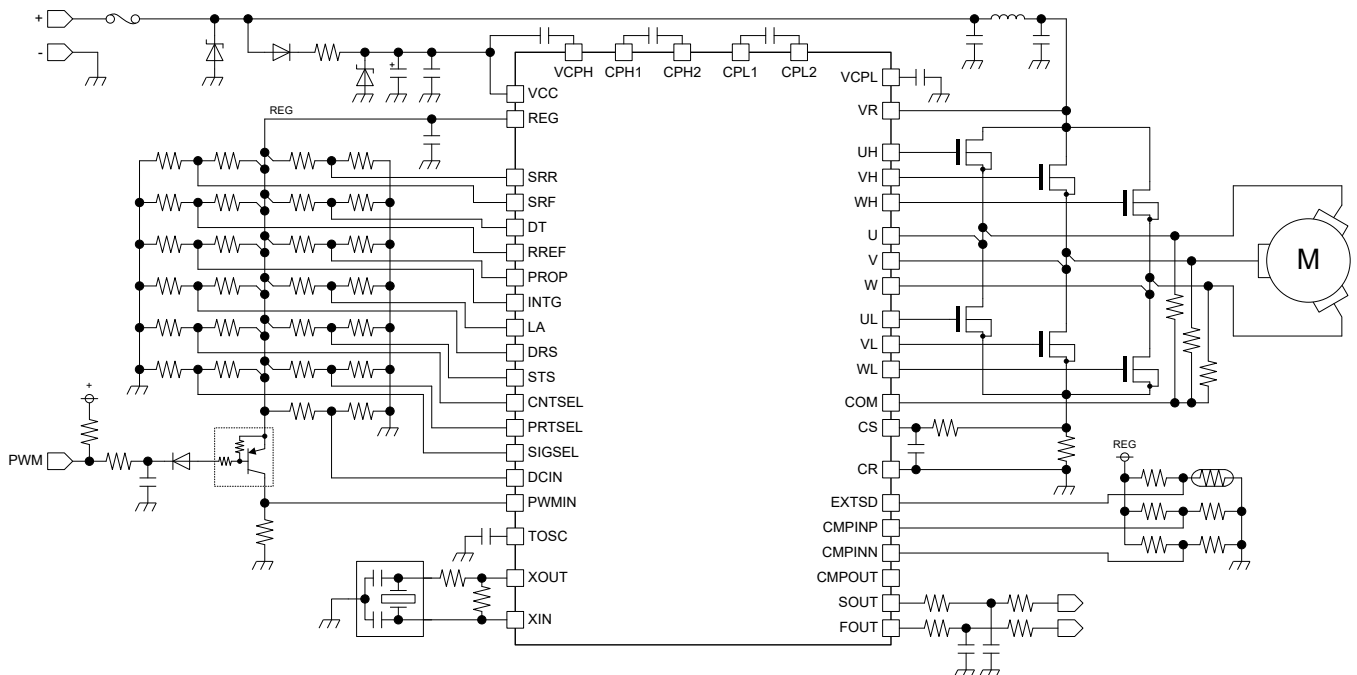 +
-
VCPH
CPH1
CPH2
CPL1
CPL2
VCC
REG
REG
SRR
SRF
DT
RREF
PROP
INTG
LA
DRS
STS
CNTSEL
PRTSEL
SIGSEL
DCIN
PWMIN
TOSC
XOUT
XIN
+
+
PWM
VCPL
VR
UH
VH
WH
U
V
W
UL
VL
WL
COM
CS
CR
EXTSD
CMPINP
CMPINN
CMPOUT
SOUT
FOUT
M
REG